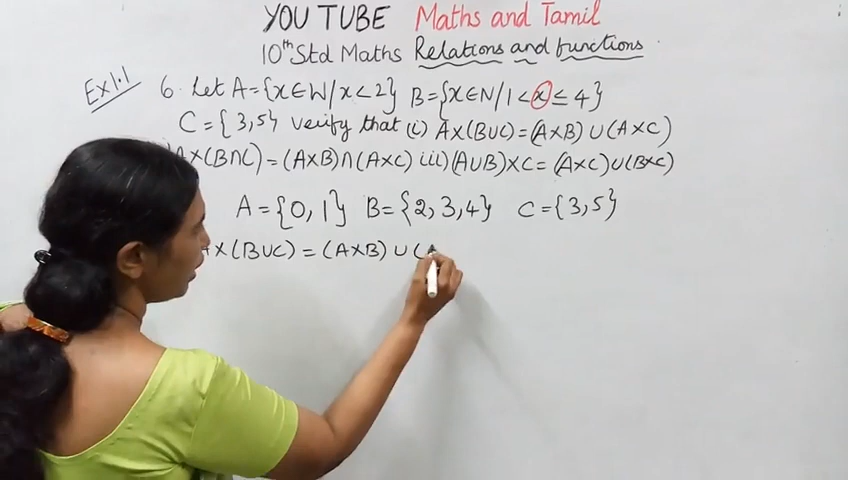 YOU TUBE Maths and Tamil
10th Std Maths Relations and functions
Ex 1.1 6. Let A={x∈W/x<2} B={x∈N/1<x≤4}
C={3,5} verify that (i) A×(B∪C)=(A×B)∪(A×C)
A×(B∩C)=(A×B)∩(A×C) iii)(A∪B)×C=(A×C)∪(B×C)
A={0,1} B={2,3,4} C={3,5}
A×(B∪C)=(A×B)∪(A